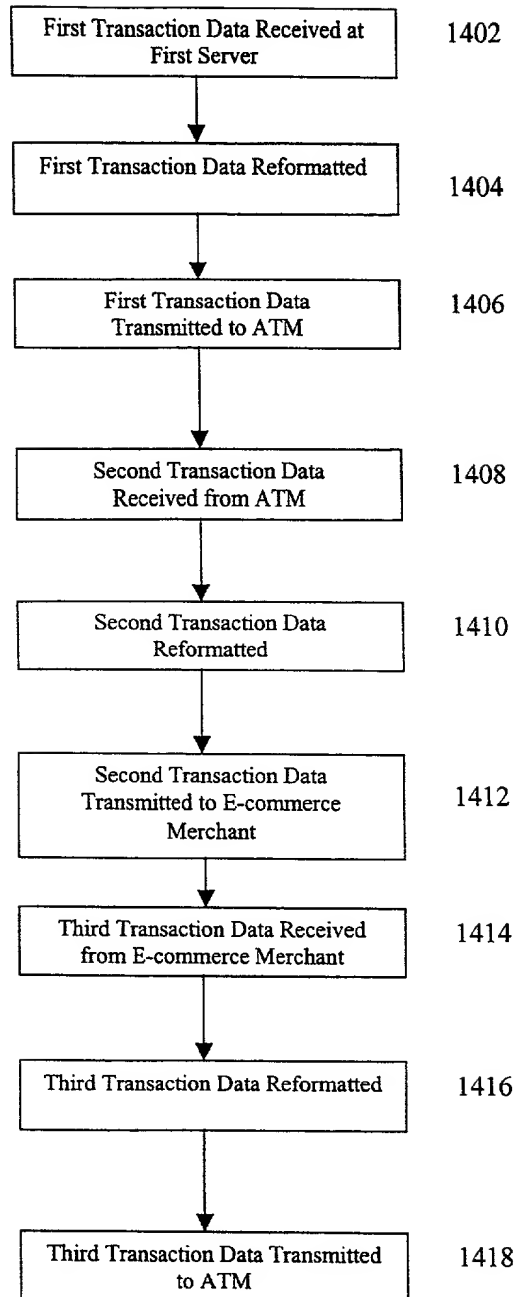 First Transaction Data Received at
First Server
1402
First Transaction Data Reformatted
1404
First Transaction Data
Transmitted to ATM
1406
Second Transaction Data
Received from ATM
1408
Second Transaction Data
Reformatted
1410
Second Transaction Data
Transmitted to E-commerce
Merchant
1412
Third Transaction Data Received
from E-commerce Merchant
1414
Third Transaction Data Reformatted
1416
Third Transaction Data Transmitted
to ATM
1418